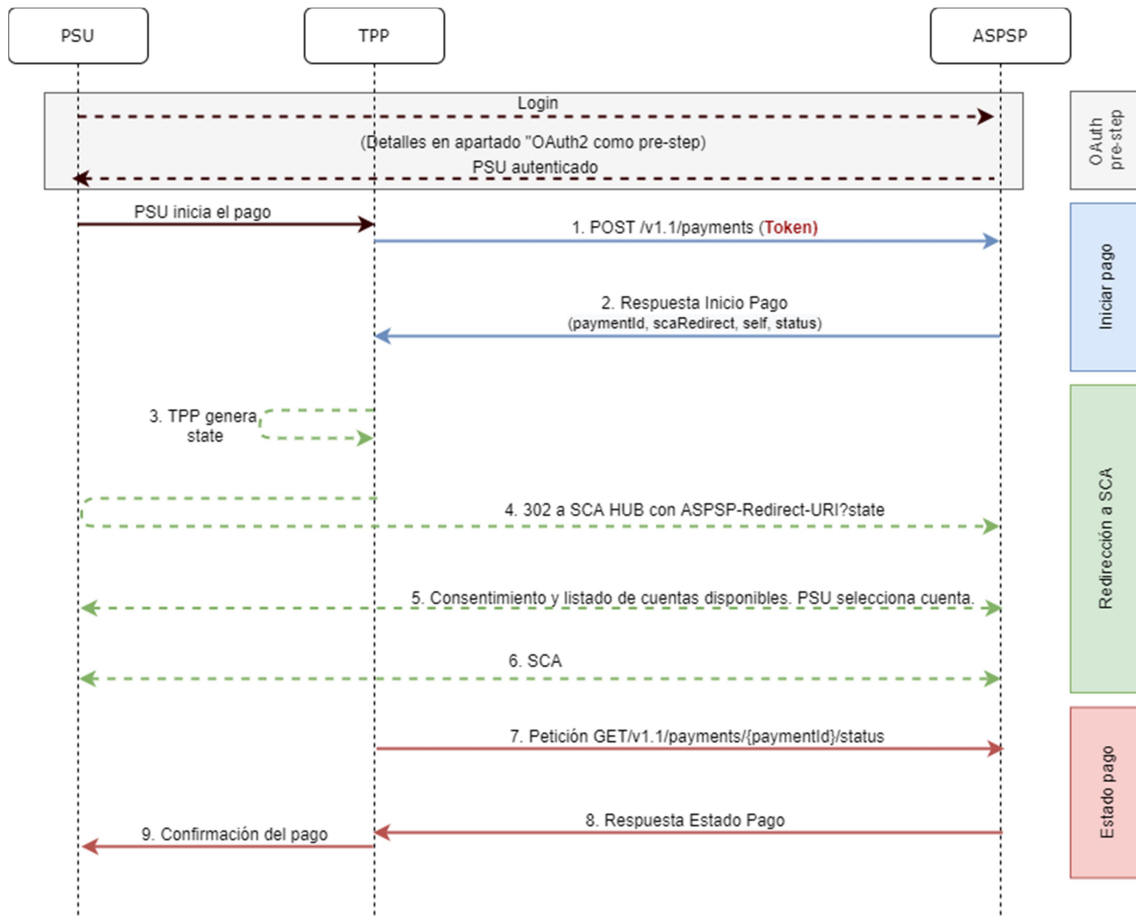 PSU
TPP
ASPSP
Login
(Detalles en apartado "OAuth2 como pre-step)
PSU autenticado
OAuth
pre-step
PSU inicia el pago
1. POST /v1.1/payments (Token)
2. Respuesta Inicio Pago
(paymentId, scaRedirect, self, status)
Iniciar pago
3. TPP genera
state
4. 302 a SCA HUB con ASPSP-Redirect-URI?state
5. Consentimiento y listado de cuentas disponibles. PSU selecciona cuenta.
6. SCA
Redirección a SCA
7. Petición GET/v1.1/payments/{paymentId}/status
8. Respuesta Estado Pago
9. Confirmación del pago
Estado pago